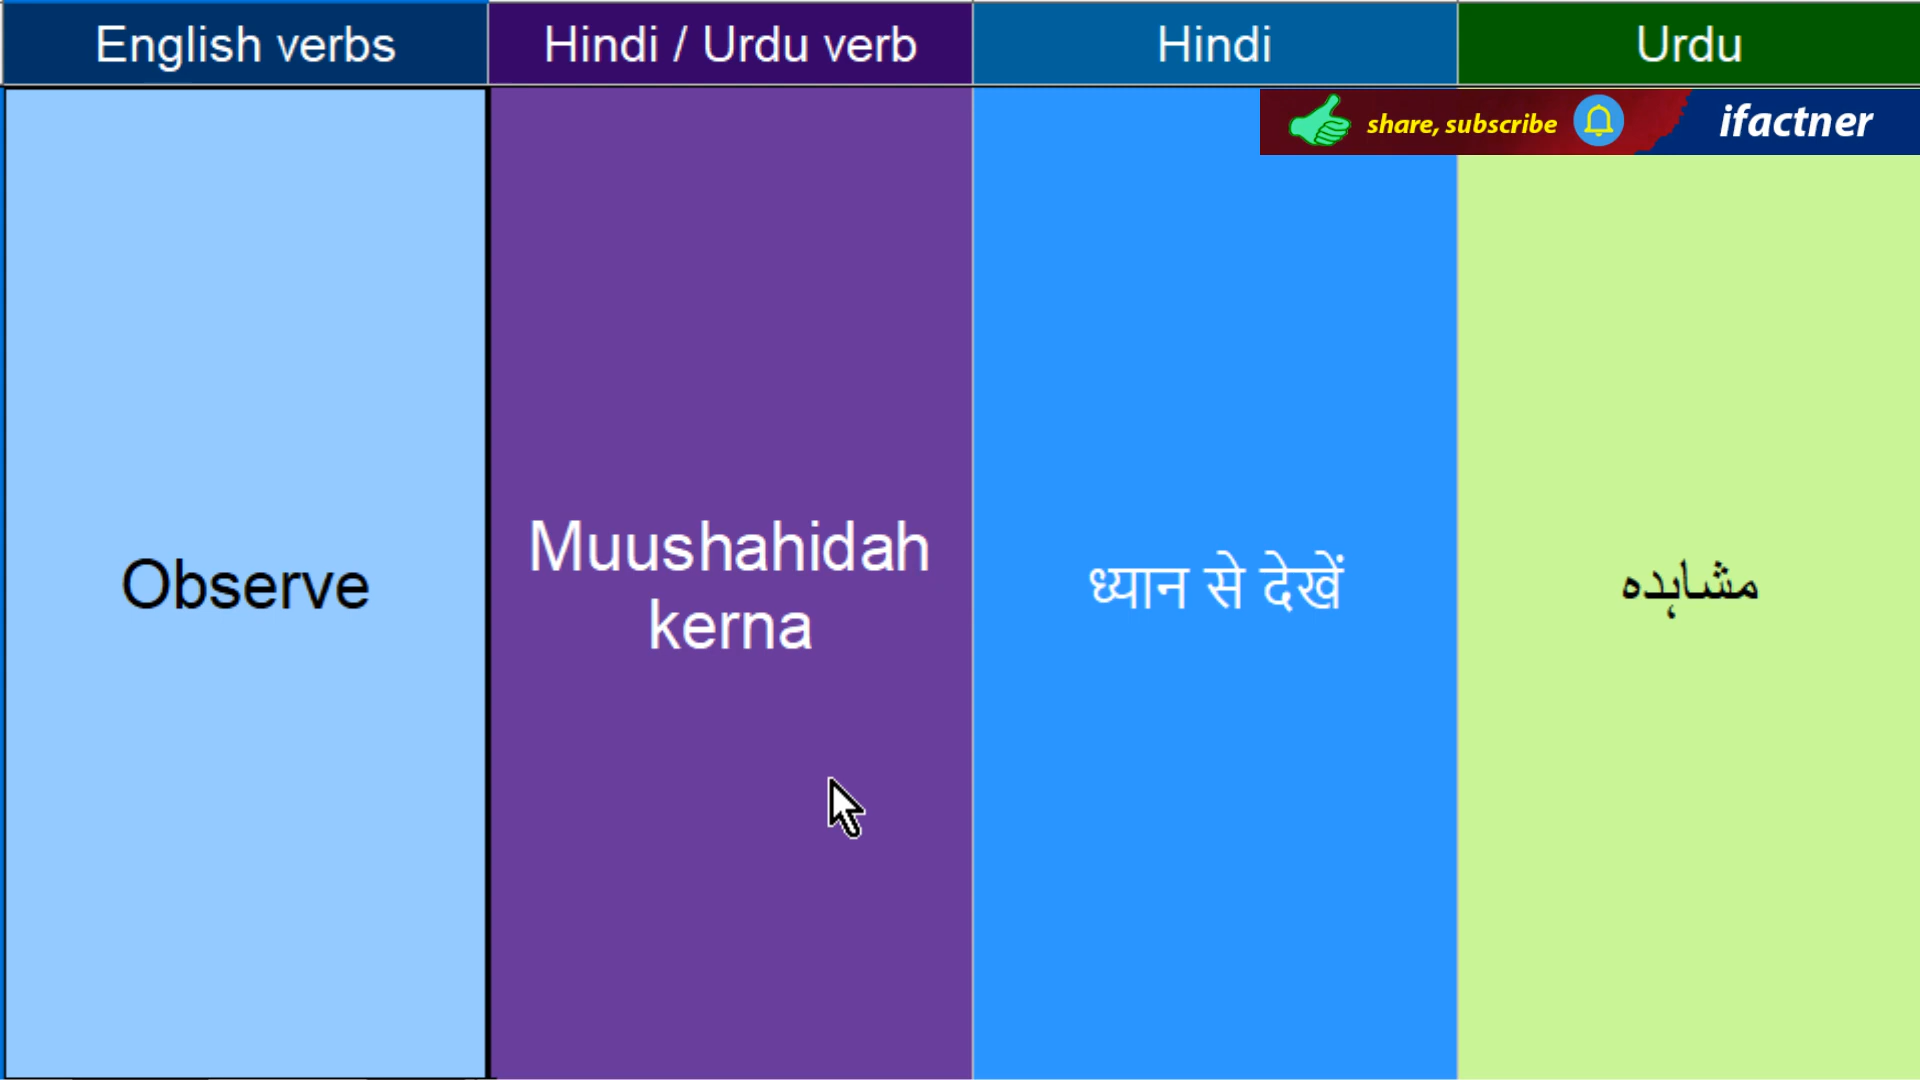 English verbs
Hindi / Urdu verb
Hindi
Urdu
share, subscribe
ifactner
Observe
Muushahidah
kerna
ध्यान से देखें
مشاہدہ